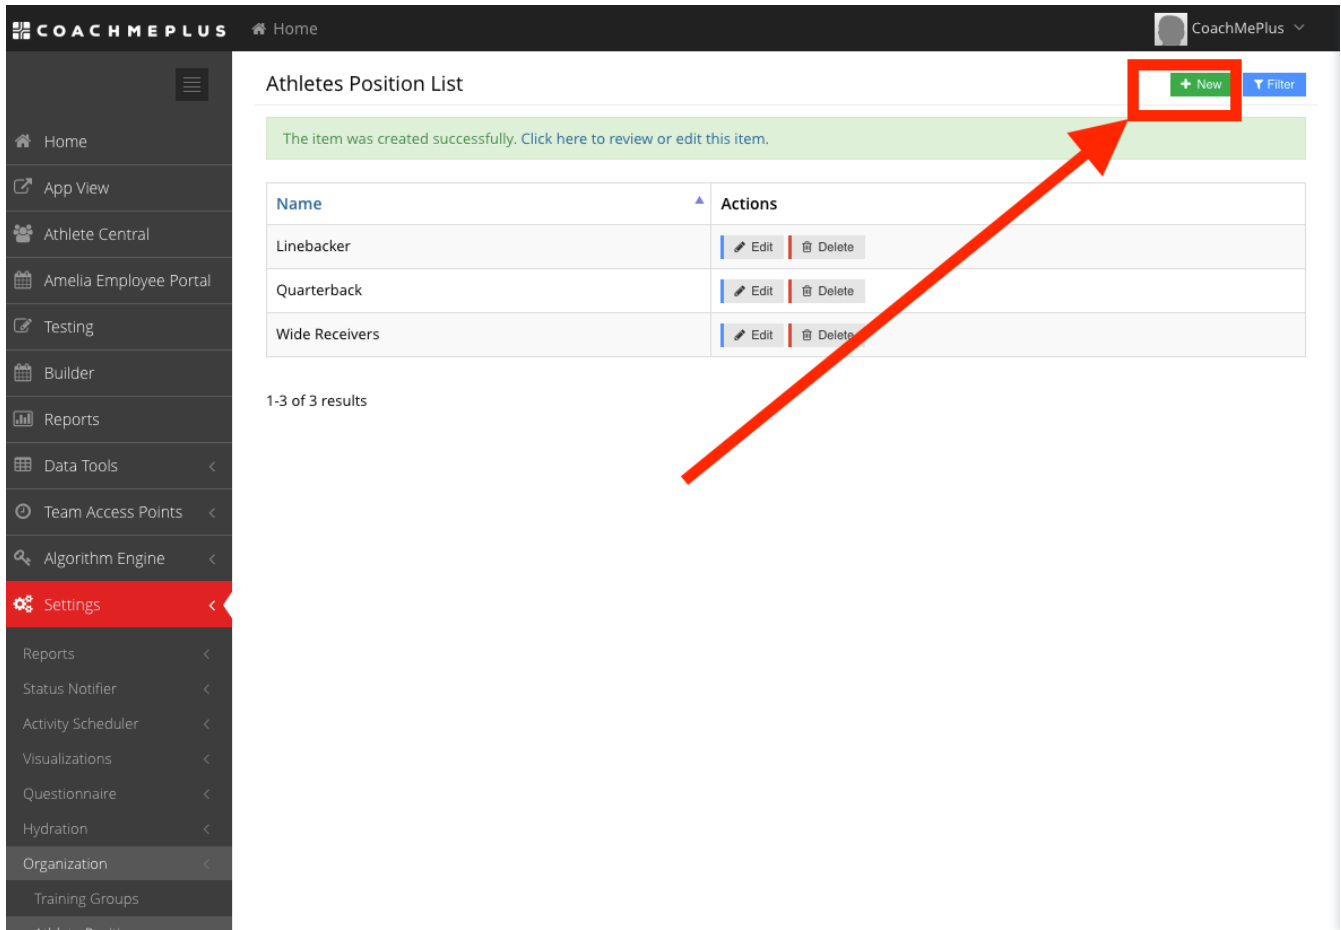 COACHMEPLUS
Home
CoachMePlus
Athletes Position List
New
Filter
The item was created successfully. Click here to review or edit this item.
Name
Actions
Linebacker
Edit
Delete
Quarterback
Edit
Delete
Wide Receivers
Edit
Delete
1-3 of 3 results
Home
App View
Athlete Central
Amelia Employee Portal
Testing
Builder
Reports
Data Tools
Team Access Points
Algorithm Engine
Settings
Reports
Status Notifier
Activity Scheduler
Visualizations
Questionnaire
Hydration
Organization
Training Groups